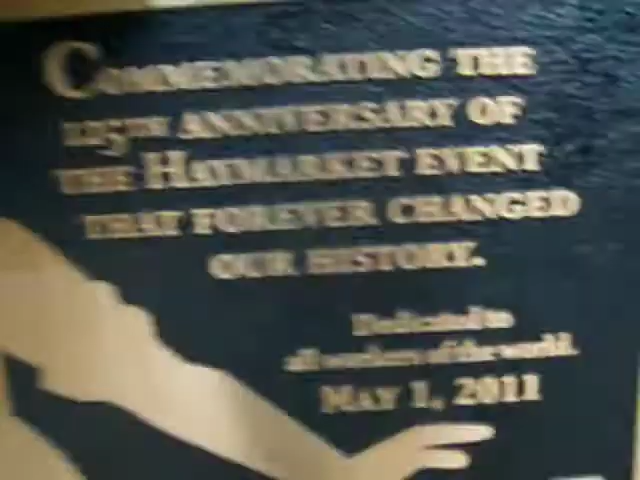 Commemorating the
125th anniversary of
the Haymarket Event
that forever changed
our history.
Dedicated to
all workers of the world.
May 1, 2011